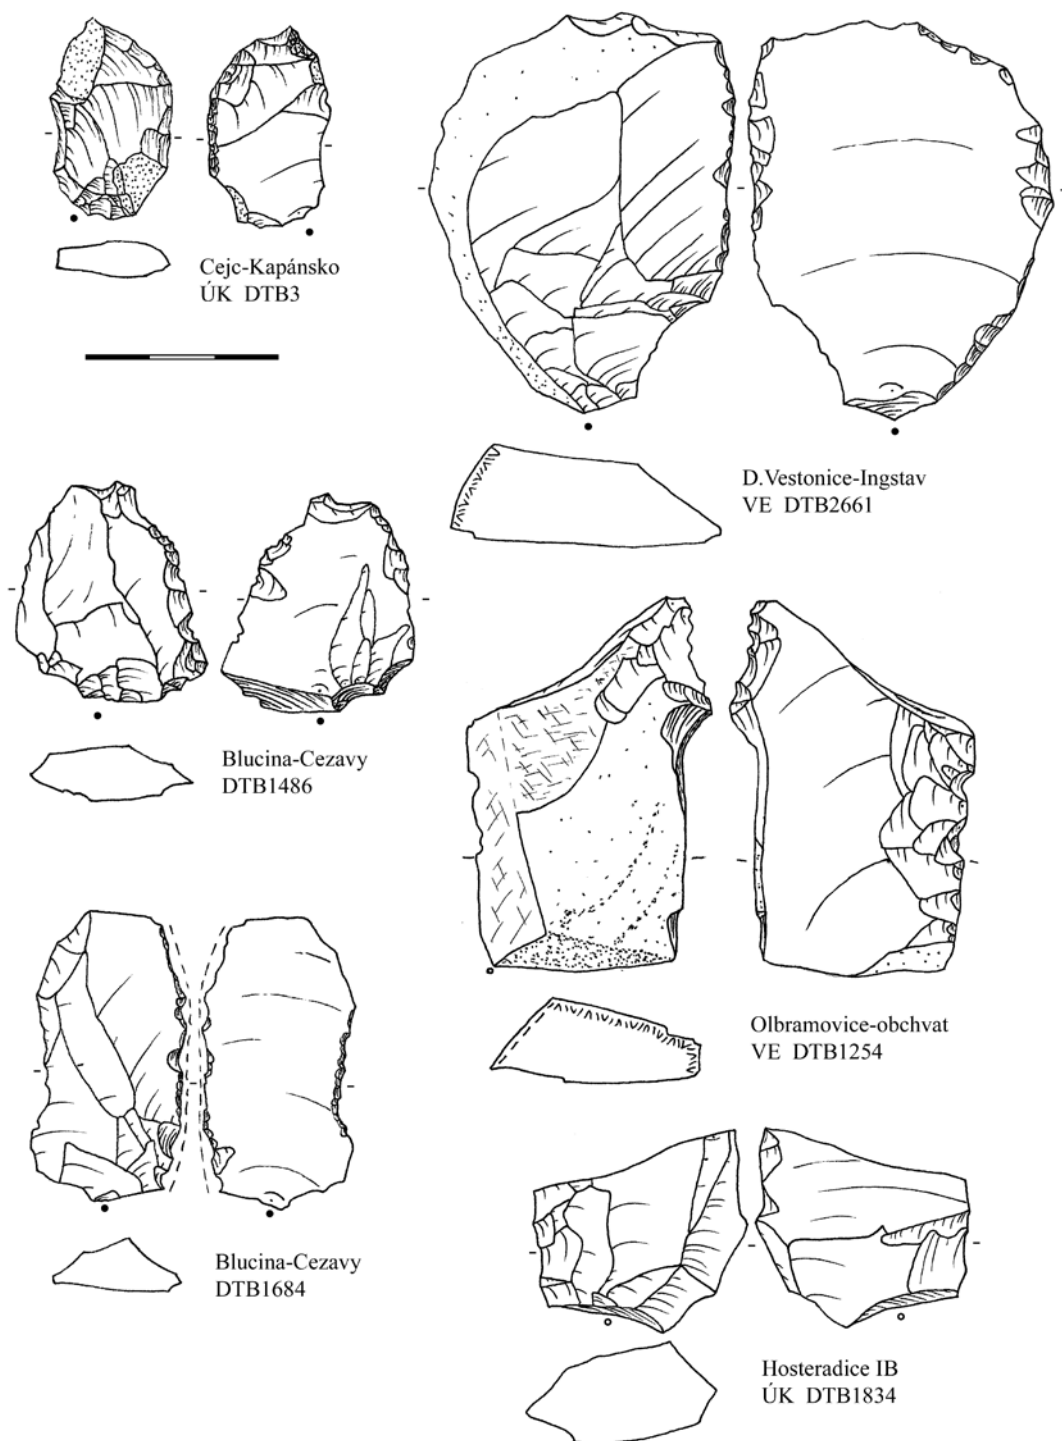 Cejc-Kapánsko
ÚK DTB3
D.Vestonice-Ingstav
VE DTB2661
Blucina-Cezavy
DTB1486
Olbramovice-obchvat
VE DTB1254
Blucina-Cezavy
DTB1684
Hosteradice IB
ÚK DTB1834